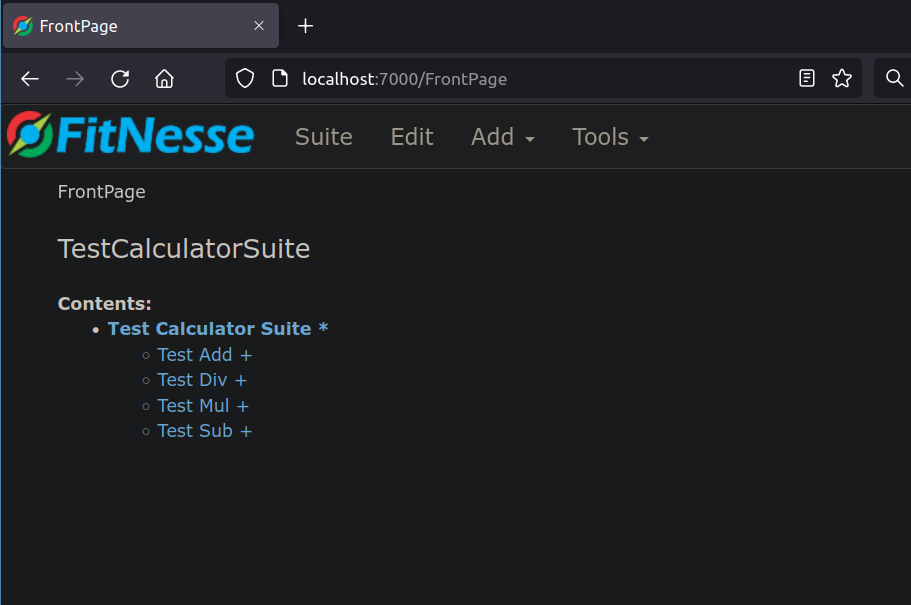 FrontPage
localhost:7000/FrontPage
FitNesse Suite Edit Add Tools
FrontPage
TestCalculatorSuite
Contents:
• Test Calculator Suite *
○ Test Add +
○ Test Div +
○ Test Mul +
○ Test Sub +